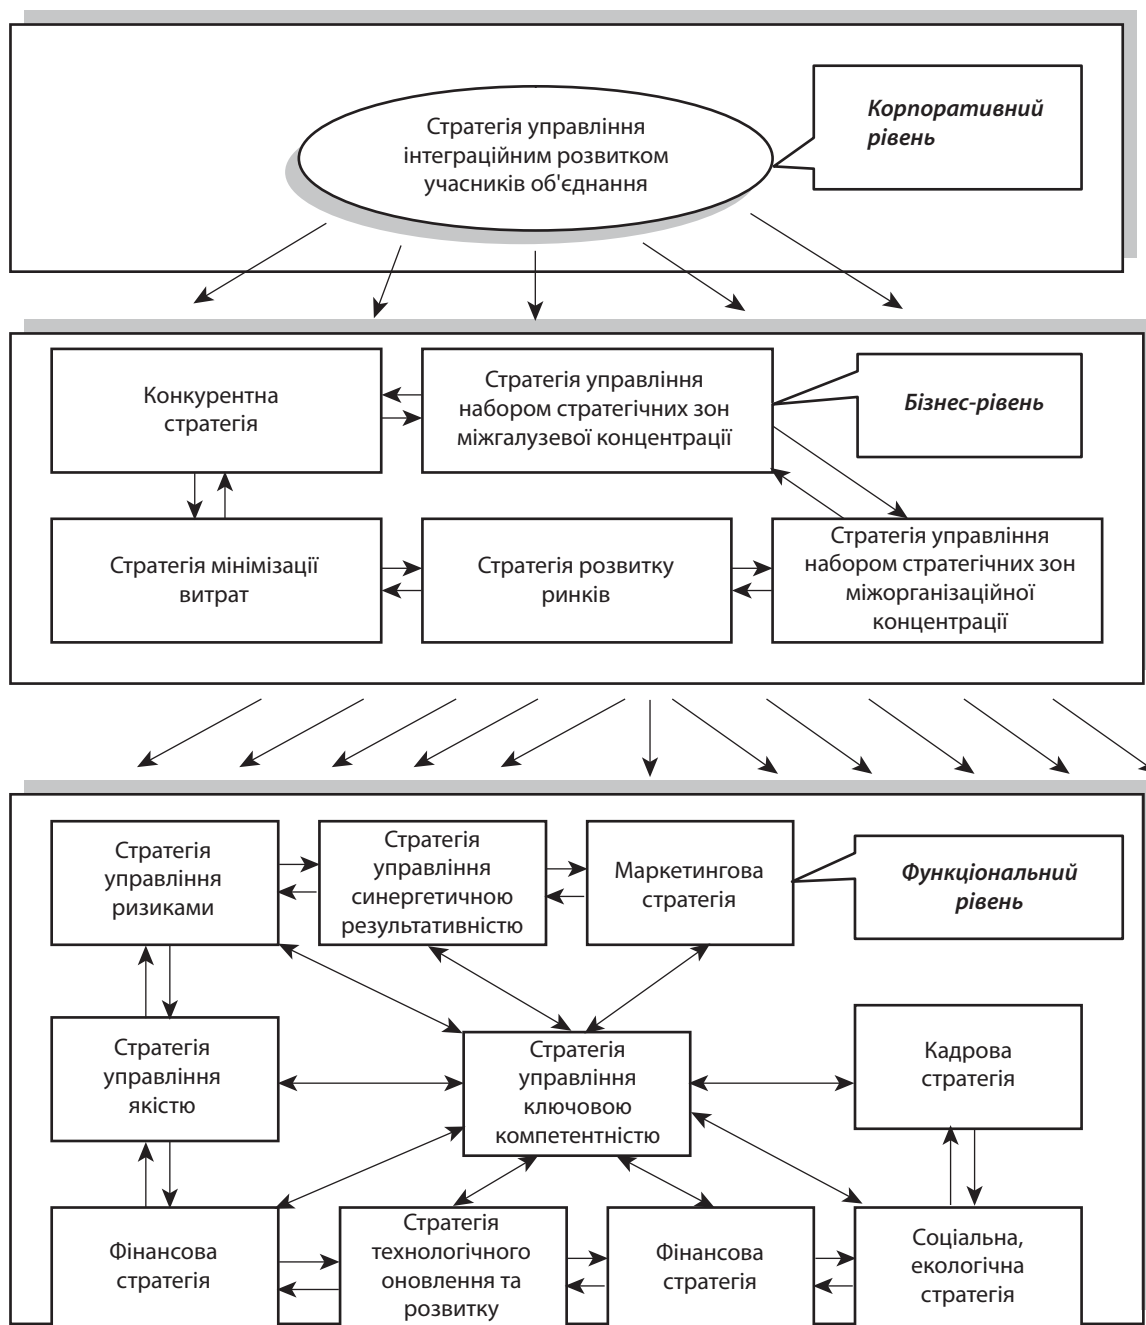 Стратегія управління
інтеграційним розвитком
учасників об'єднання
Корпоративний
рівень
Конкурентна
стратегія
Стратегія управління
набором стратегічних зон
міжгалузевої концентрації
Бізнес-рівень
Стратегія мінімізації
витрат
Стратегія розвитку
ринків
Стратегія управління
набором стратегічних зон
міжорганізаційної
концентрації
Стратегія
управління
ризиками
Стратегія
управління
синергетичною
результативністю
Маркетингова
стратегія
Функціональний
рівень
Стратегія
управління
якістю
Стратегія
управління
ключовою
компетентністю
Кадрова
стратегія
Фінансова
стратегія
Стратегія
технологічного
оновлення та
розвитку
Фінансова
стратегія
Соціальна,
екологічна
стратегія